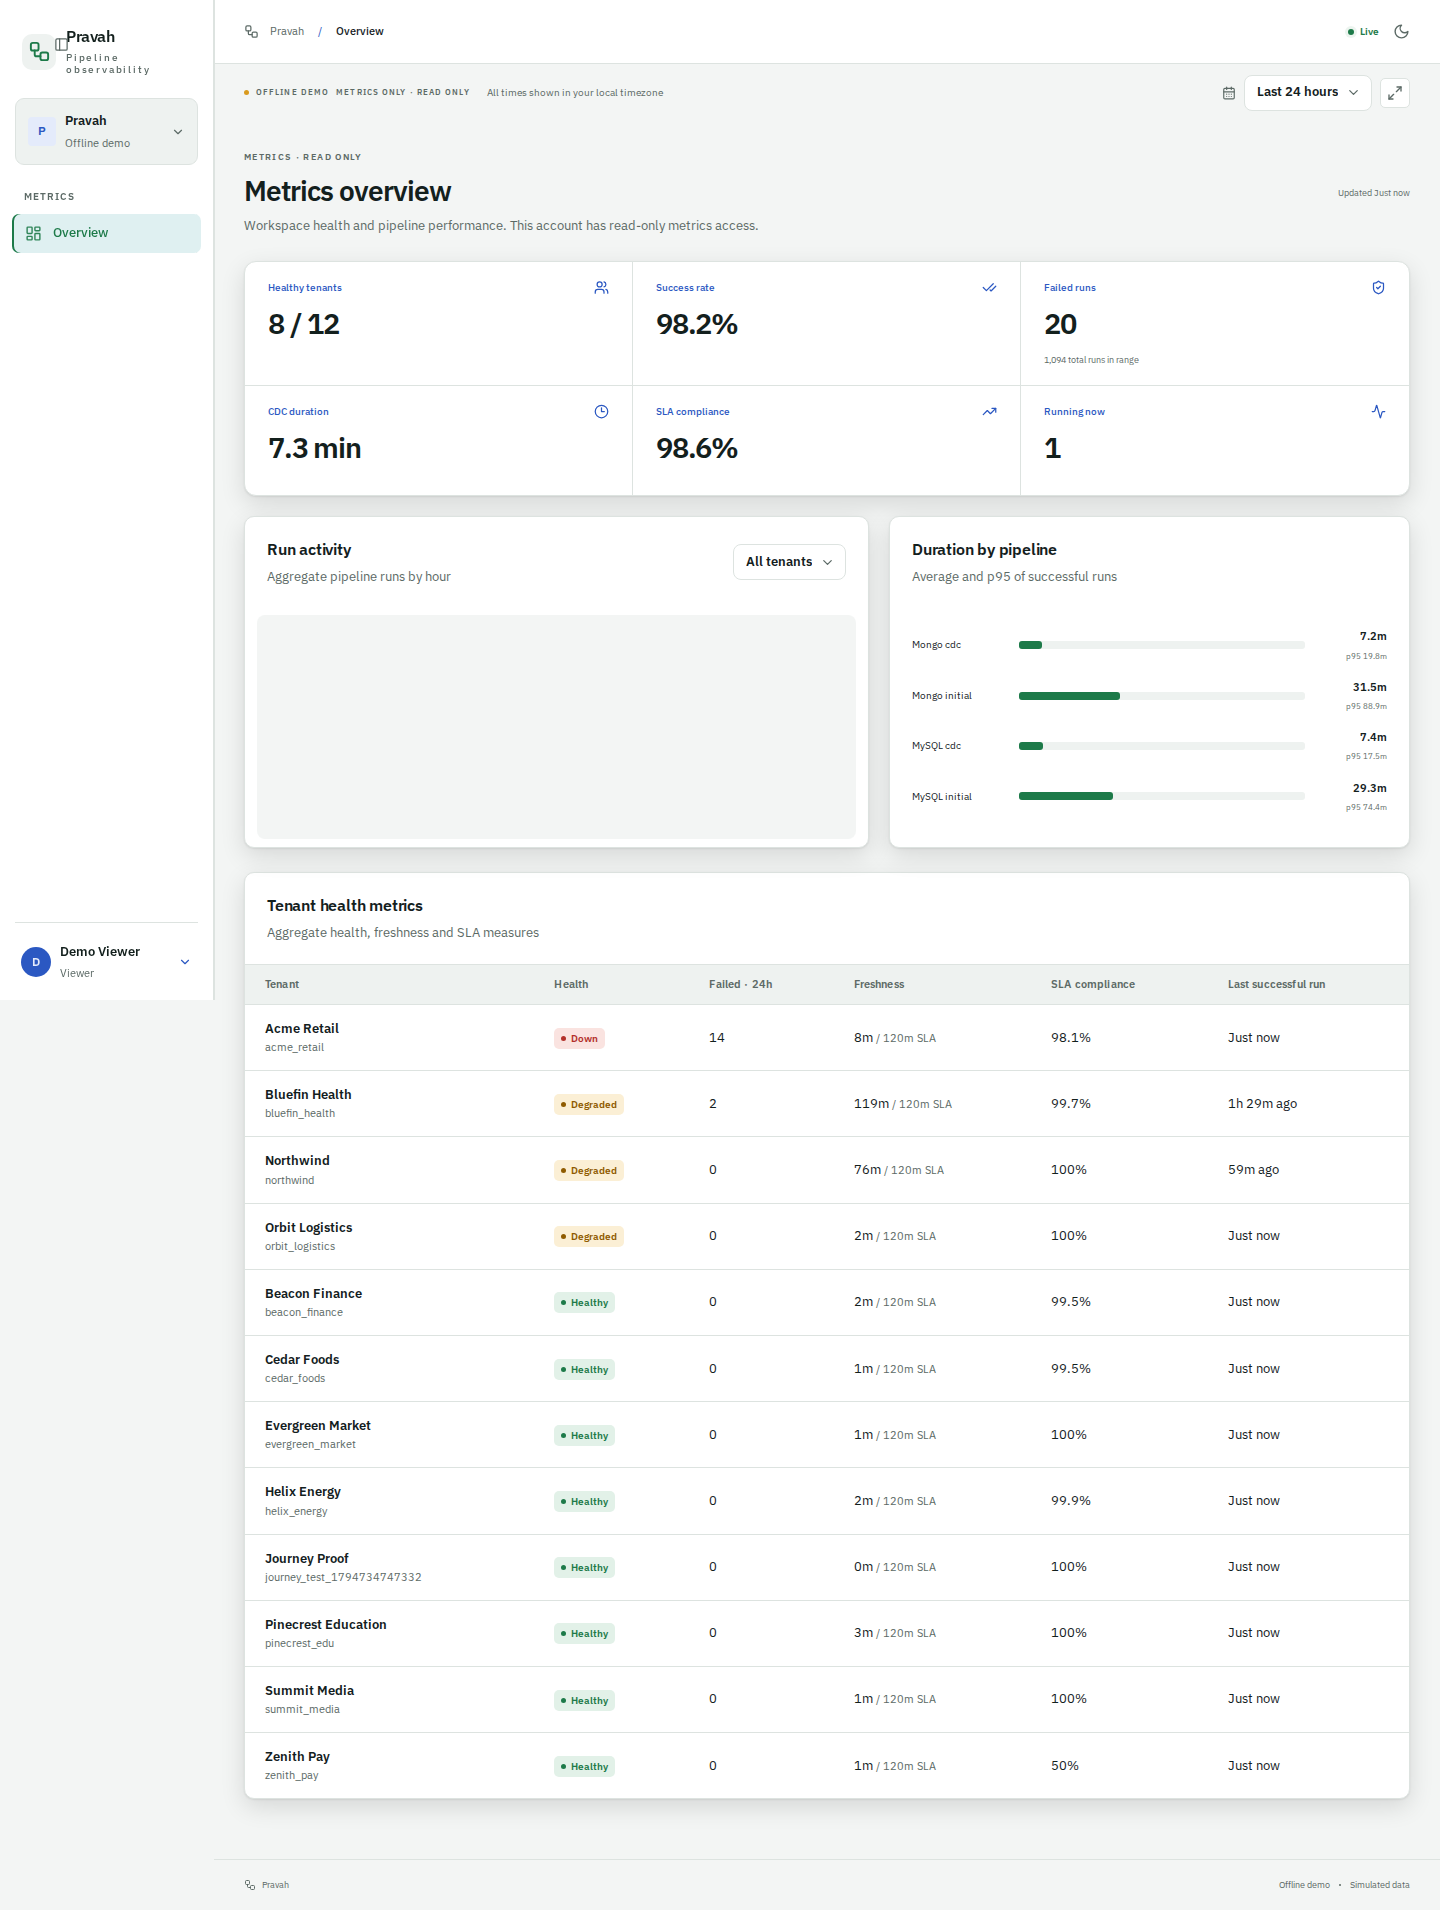 Pravah
Pipeline
observability
P
Pravah
Offline demo
METRICS
Overview
D
Demo Viewer
Viewer
Pravah / Overview
Live
OFFLINE DEMO METRICS ONLY · READ ONLY All times shown in your local timezone
Last 24 hours
METRICS · READ ONLY
Metrics overview
Updated Just now
Workspace health and pipeline performance. This account has read-only metrics access.
Healthy tenants
8 / 12
Success rate
98.2%
Failed runs
20
1,094 total runs in range
CDC duration
7.3 min
SLA compliance
98.6%
Running now
1
Run activity
Aggregate pipeline runs by hour
All tenants
Duration by pipeline
Average and p95 of successful runs
Mongo cdc 7.2m
p95 19.8m
Mongo initial 31.5m
p95 88.9m
MySQL cdc 7.4m
p95 17.5m
MySQL initial 29.3m
p95 74.4m
Tenant health metrics
Aggregate health, freshness and SLA measures
Tenant Health Failed · 24h Freshness SLA compliance Last successful run
Acme Retail
acme_retail
Down 14 8m / 120m SLA 98.1% Just now
Bluefin Health
bluefin_health
Degraded 2 119m / 120m SLA 99.7% 1h 29m ago
Northwind
northwind
Degraded 0 76m / 120m SLA 100% 59m ago
Orbit Logistics
orbit_logistics
Degraded 0 2m / 120m SLA 100% Just now
Beacon Finance
beacon_finance
Healthy 0 2m / 120m SLA 99.5% Just now
Cedar Foods
cedar_foods
Healthy 0 1m / 120m SLA 99.5% Just now
Evergreen Market
evergreen_market
Healthy 0 1m / 120m SLA 100% Just now
Helix Energy
helix_energy
Healthy 0 2m / 120m SLA 99.9% Just now
Journey Proof
journey_test_1794734747332
Healthy 0 0m / 120m SLA 100% Just now
Pinecrest Education
pinecrest_edu
Healthy 0 3m / 120m SLA 100% Just now
Summit Media
summit_media
Healthy 0 1m / 120m SLA 100% Just now
Zenith Pay
zenith_pay
Healthy 0 1m / 120m SLA 50% Just now
Pravah
Offline demo · Simulated data